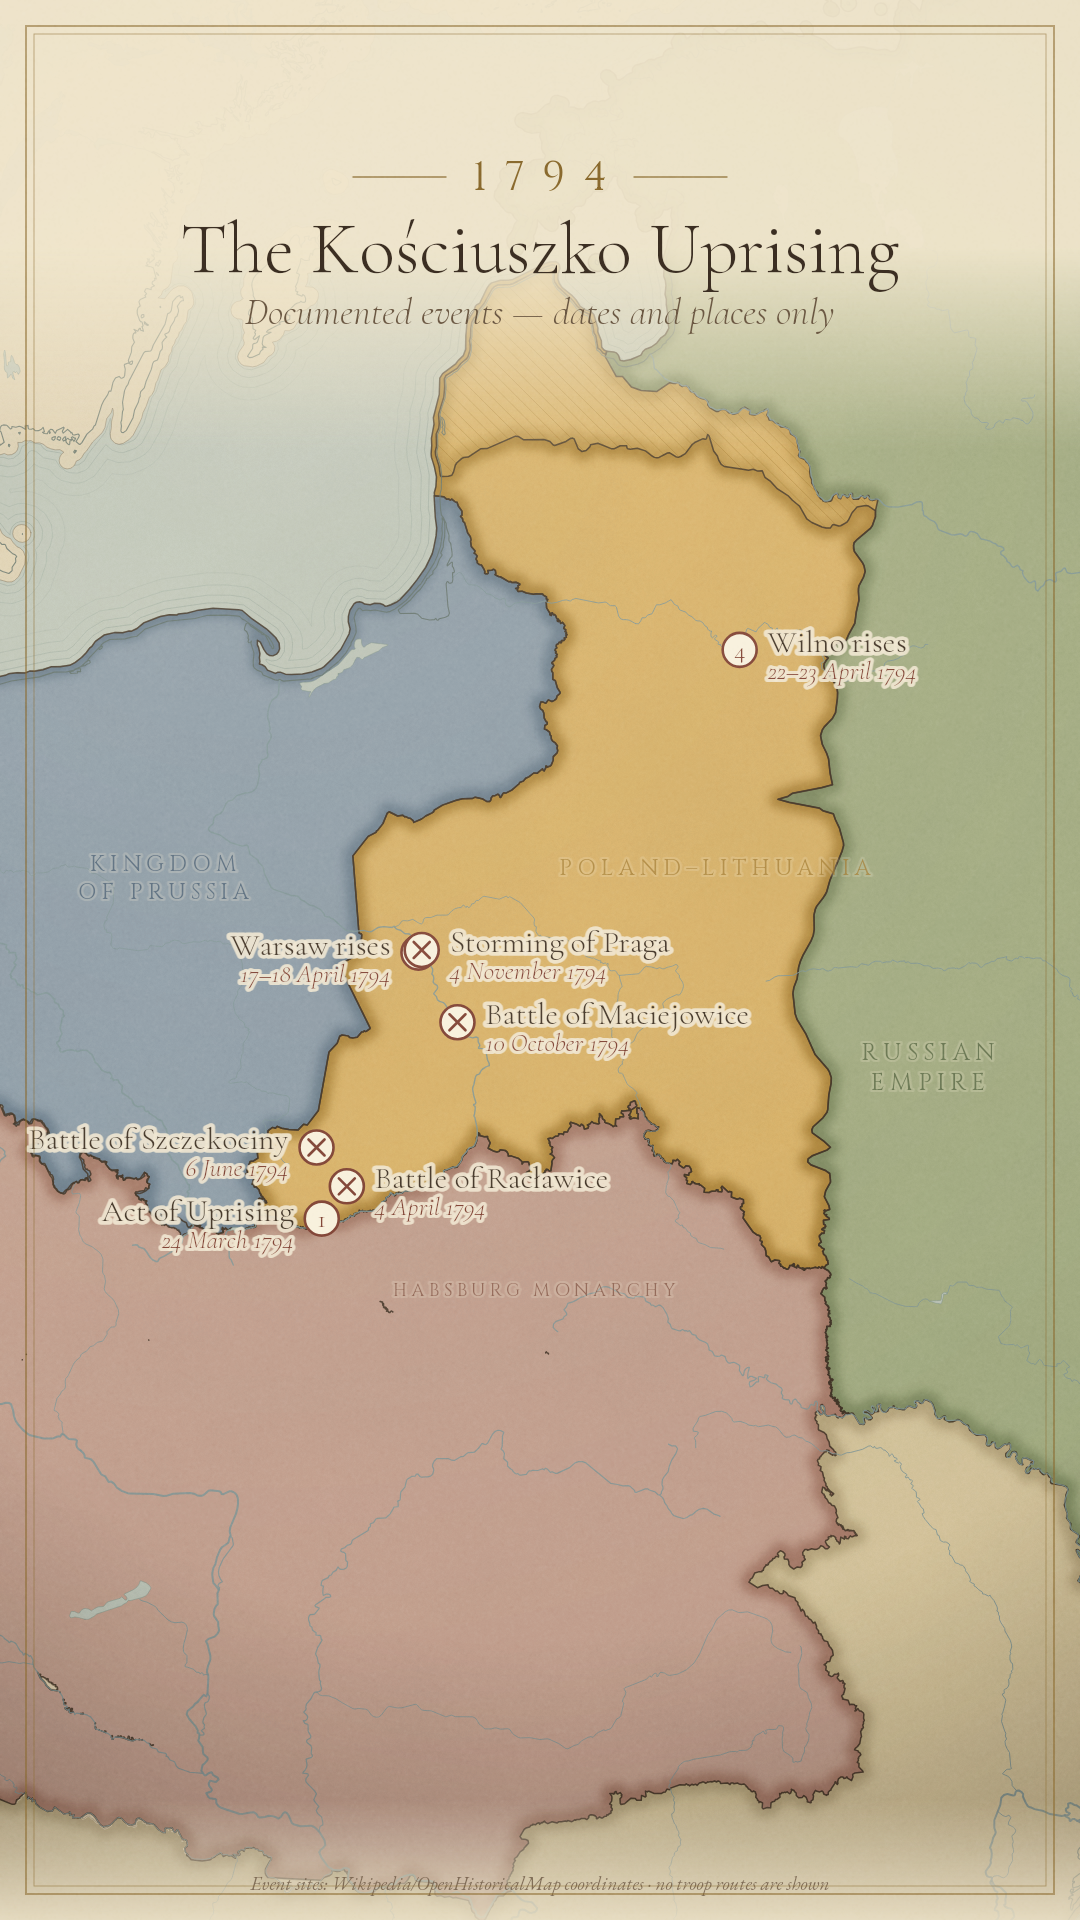 1794
The Kościuszko Uprising
Documented events — dates and places only
4
Wilno rises
22–23 April 1794
KINGDOM
OF PRUSSIA
POLAND–LITHUANIA
Warsaw rises
17–18 April 1794
Storming of Praga
4 November 1794
Battle of Maciejowice
10 October 1794
RUSSIAN
EMPIRE
Battle of Szczekociny
6 June 1794
Battle of Racławice
4 April 1794
Act of Uprising
24 March 1794
1
HABSBURG MONARCHY
Event sites: Wikipedia/OpenHistoricalMap coordinates · no troop routes are shown